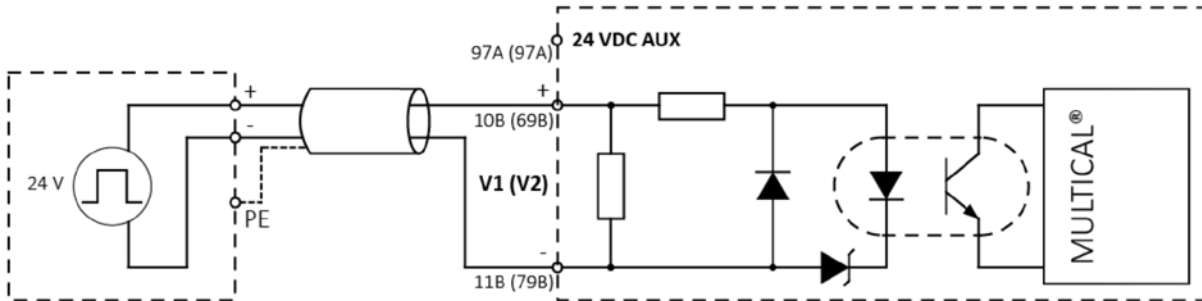 97A (97A)
24 VDC AUX
+
+
10B (69B)
-
24 V
V1 (V2)
PE
-
11B (79B)
MULTICAL®